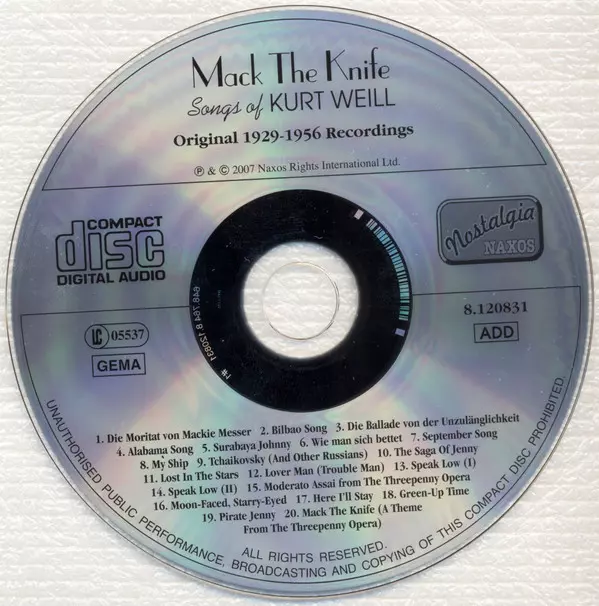 Mack The Knife
Songs of KURT WEILL
Original 1929-1956 Recordings
℗ & © 2007 Naxos Rights International Ltd.
COMPACT
disc
DIGITAL AUDIO
Nostalgia
NAXOS
LC 05537
GEMA
8.120831
ADD
1. Die Moritat von Mackie Messer 2. Bilbao Song 3. Die Ballade von der Unzulänglichkeit
4. Alabama Song 5. Surabaya Johnny 6. Wie man sich bettet 7. September Song
8. My Ship 9. Tchaikovsky (And Other Russians) 10. The Saga Of Jenny
11. Lost In The Stars 12. Lover Man (Trouble Man) 13. Speak Low (I)
14. Speak Low (II) 15. Moderato Assai from The Threepenny Opera
16. Moon-Faced, Starry-Eyed 17. Here I'll Stay 18. Green-Up Time
19. Pirate Jenny 20. Mack The Knife (A Theme
From The Threepenny Opera)
ALL RIGHTS RESERVED.
UNAUTHORISED PUBLIC PERFORMANCE, BROADCASTING AND COPYING OF THIS COMPACT DISC PROHIBITED.